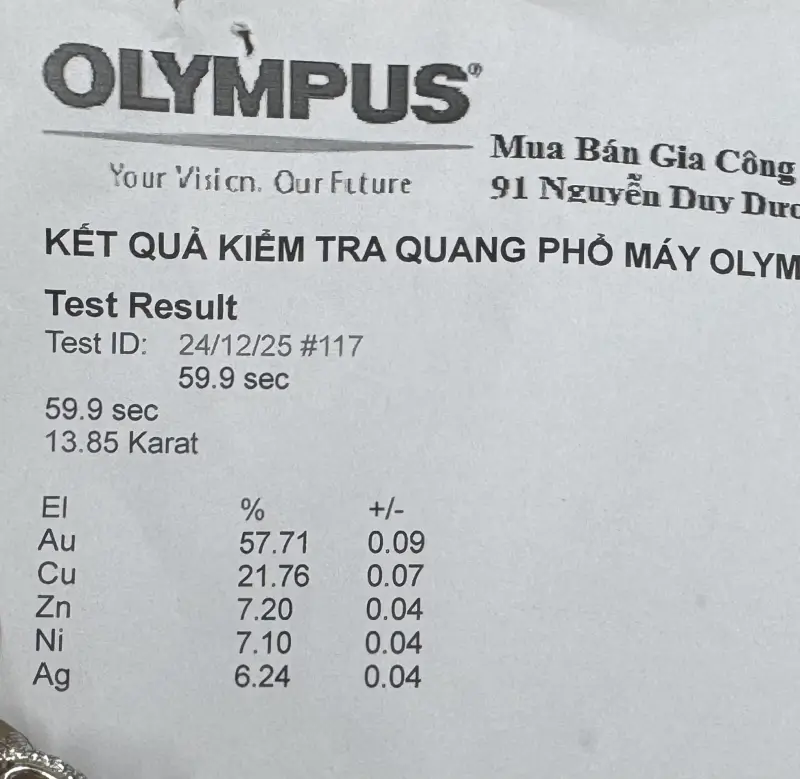 OLYMPUS®
Your Vision, Our Future
Mua Bán Gia Công
91 Nguyễn Duy
KẾT QUẢ KIỂM TRA QUANG PHỔ MÁY OLYM
Test Result
Test ID: 24/12/25 #117
59.9 sec
59.9 sec
13.85 Karat
El % +/-
Au 57.71 0.09
Cu 21.76 0.07
Zn 7.20 0.04
Ni 7.10 0.04
Ag 6.24 0.04